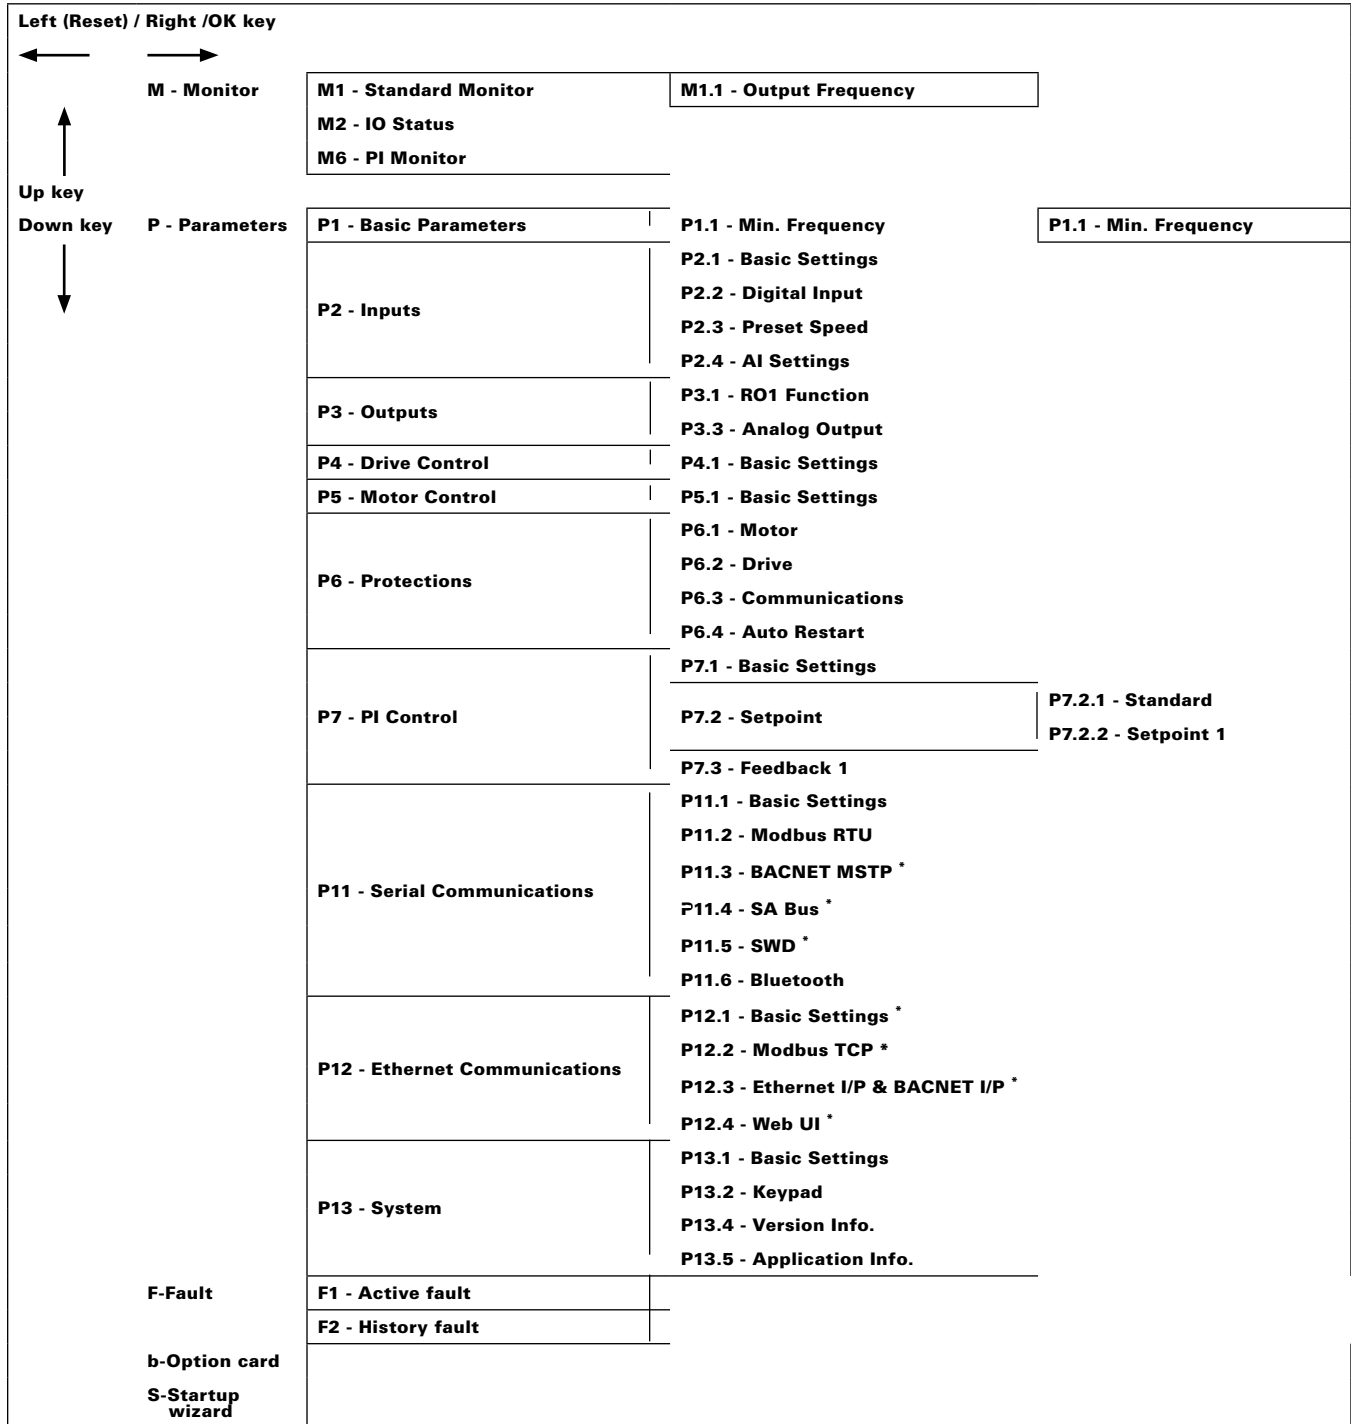 Left (Reset) / Right /OK key
M - Monitor M1 - Standard Monitor M1.1 - Output Frequency
M2 - IO Status
M6 - PI Monitor
Up key
Down key P - Parameters P1 - Basic Parameters P1.1 - Min. Frequency P1.1 - Min. Frequency
P2 - Inputs
P2.1 - Basic Settings
P2.2 - Digital Input
P2.3 - Preset Speed
P2.4 - AI Settings
P3 - Outputs
P3.1 - RO1 Function
P3.3 - Analog Output
P4 - Drive Control P4.1 - Basic Settings
P5 - Motor Control P5.1 - Basic Settings
P6 - Protections
P6.1 - Motor
P6.2 - Drive
P6.3 - Communications
P6.4 - Auto Restart
P7 - PI Control
P7.1 - Basic Settings
P7.2 - Setpoint
P7.2.1 - Standard
P7.2.2 - Setpoint 1
P7.3 - Feedback 1
P11 - Serial Communications
P11.1 - Basic Settings
P11.2 - Modbus RTU
P11.3 - BACNET MSTP *
P11.4 - SA Bus *
P11.5 - SWD *
P11.6 - Bluetooth
P12 - Ethernet Communications
P12.1 - Basic Settings *
P12.2 - Modbus TCP *
P12.3 - Ethernet I/P & BACNET I/P *
P12.4 - Web UI *
P13 - System
P13.1 - Basic Settings
P13.2 - Keypad
P13.4 - Version Info.
P13.5 - Application Info.
F-Fault F1 - Active fault
F2 - History fault
b-Option card
S-Startup
wizard